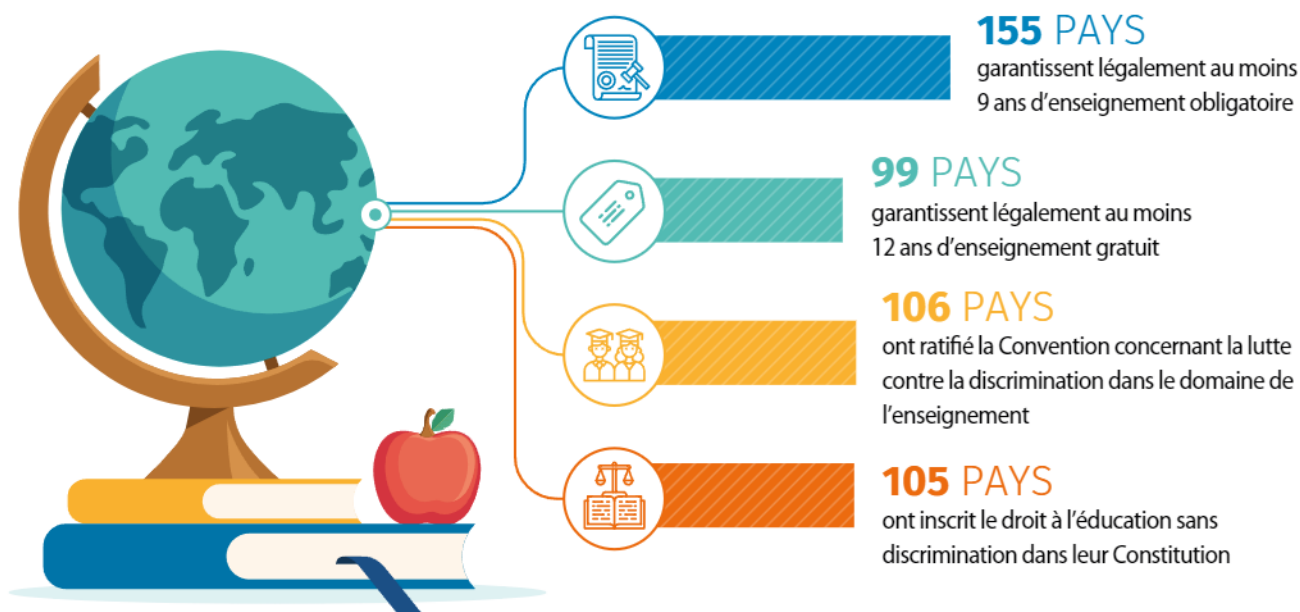 155 PAYS
garantissent légalement au moins
9 ans d’enseignement obligatoire
99 PAYS
garantissent légalement au moins
12 ans d’enseignement gratuit
106 PAYS
ont ratifié la Convention concernant la lutte
contre la discrimination dans le domaine de
l’enseignement
105 PAYS
ont inscrit le droit à l’éducation sans
discrimination dans leur Constitution